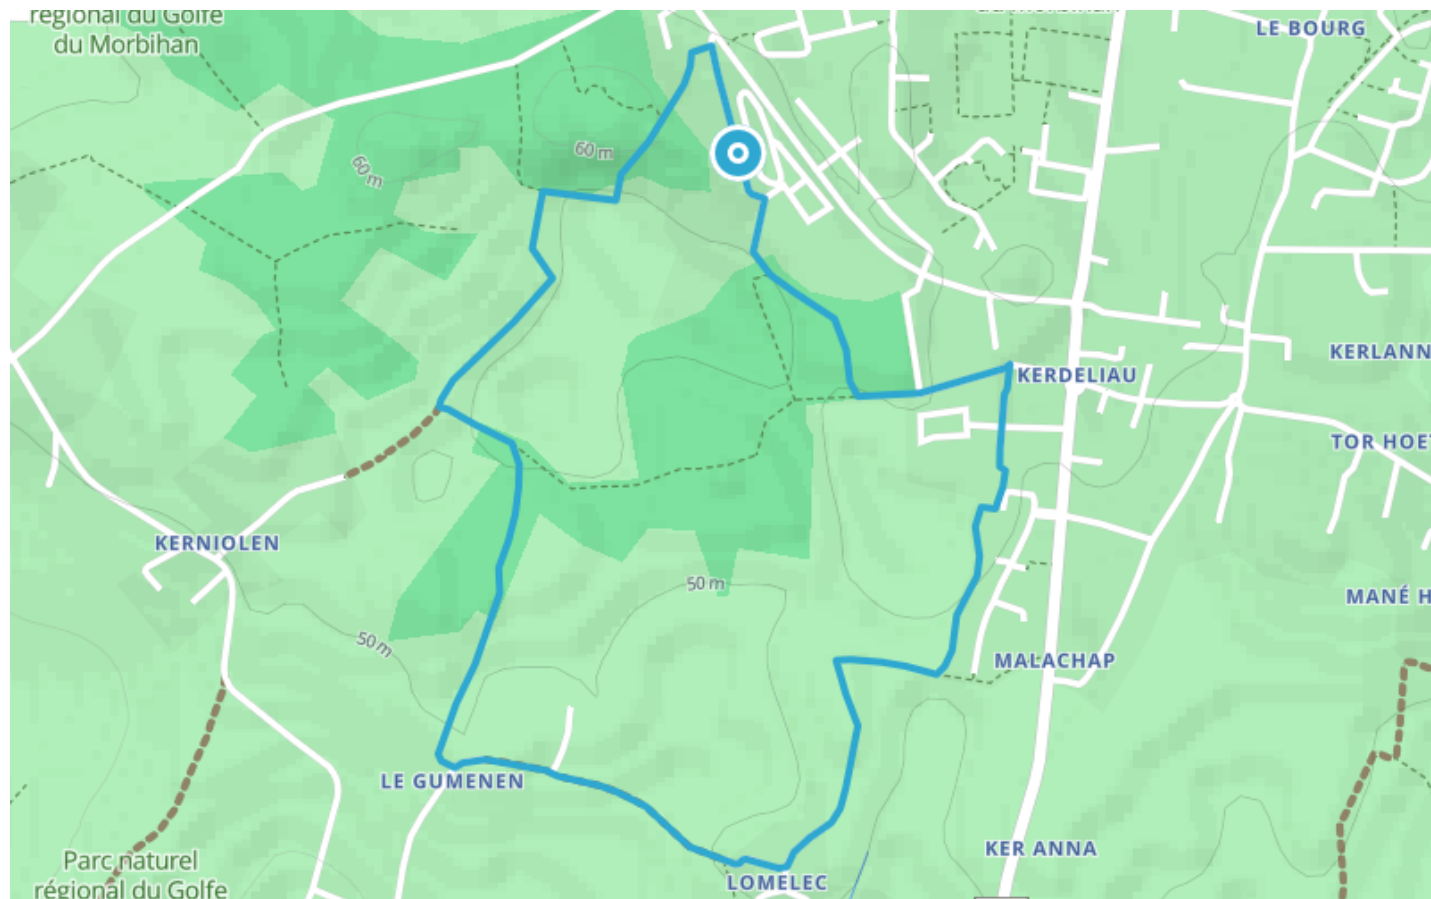 régional du Golfe
du Morbihan
LE BOURG
60 m
60 m
KERLANN
KERDELIAU
TOR HOE
KERNIOLEN
50 m
MANÉ H
50 m
MALACHAP
LE GUMENEN
KER ANNA
Parc naturel
régional du Golfe
LOMELEC